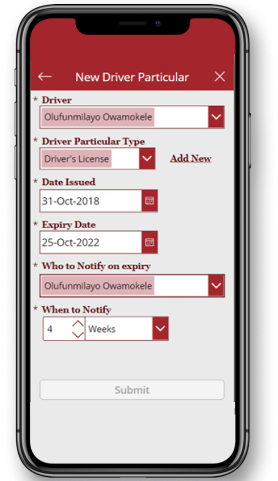 New Driver Particular
* Driver
Olufunmilayo Owamokele
* Driver Particular Type
Driver's License
Add New
* Date Issued
31-Oct-2018
* Expiry Date
25-Oct-2022
* Who to Notify on expiry
Olufunmilayo Owamokele
* When to Notify
4 Weeks
Submit